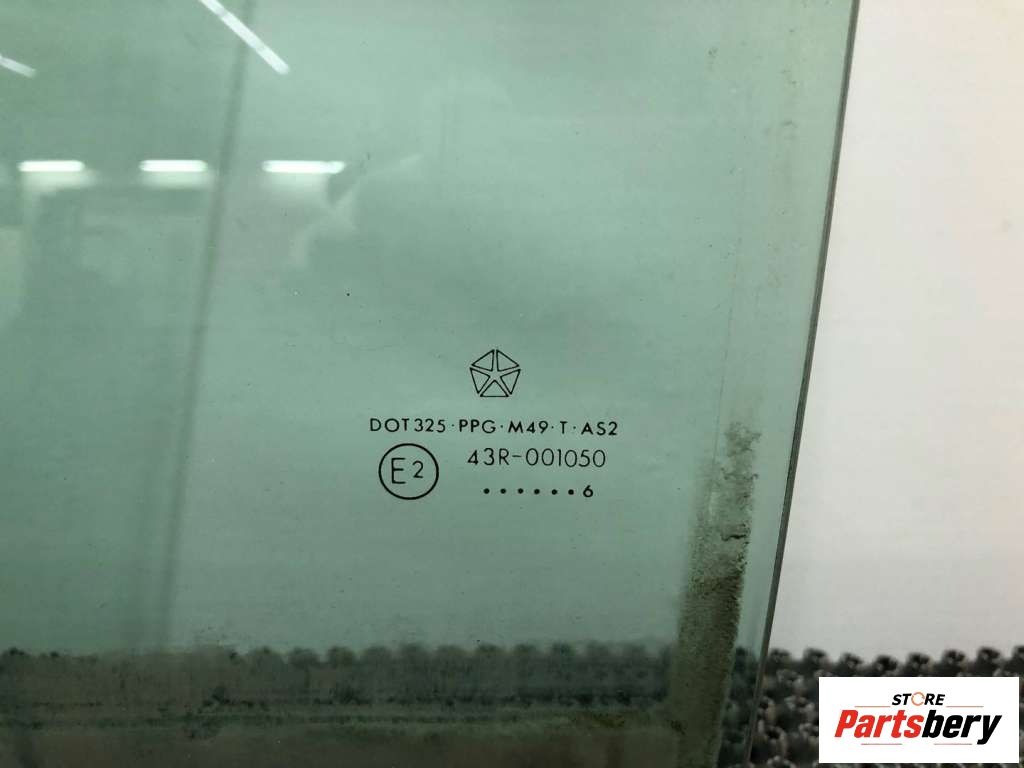 DOT325·PPG·M49·T·AS2
E2 43R-001050
······6
STORE
Partsbery